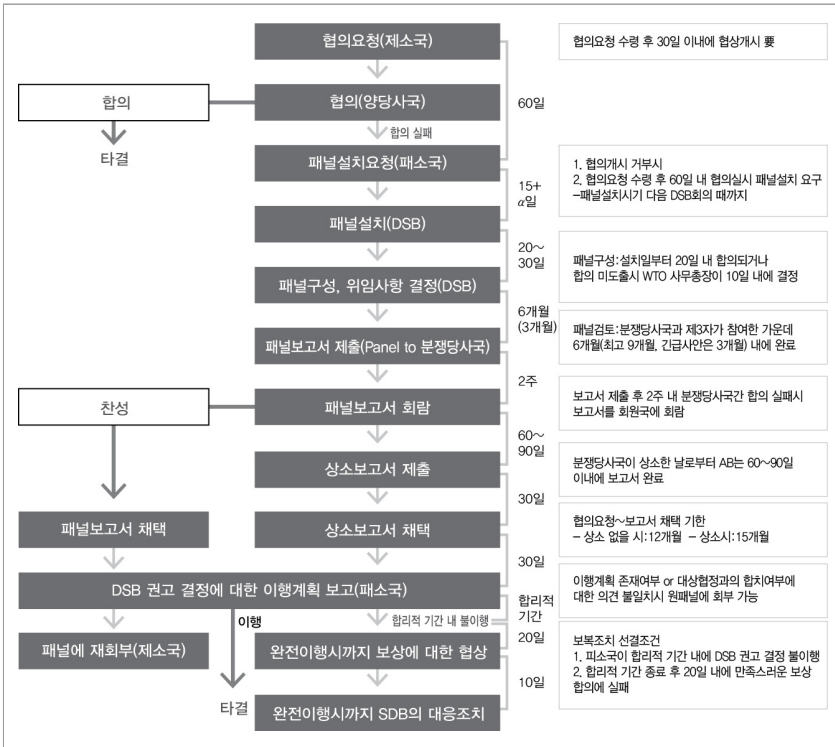 협의요청(제소국)
협의요청 수령 후 30일 이내에 협상개시 要
합의
협의(양당사국)
60일
합의 실패
타결
패널설치요청(패소국)
1. 협의개시 거부시
2. 협의요청 수령 후 60일 내 협의실시 패널설치 요구
-패널설치시기 다음 DSB회의 때까지
15+
α일
패널설치(DSB)
20~
30일
패널구성, 위임사항 결정(DSB)
패널구성:설치일부터 20일 내 합의되거나
합의 미도출시 WTO 사무총장이 10일 내에 결정
6개월
(3개월)
패널보고서 제출(Panel to 분쟁당사국)
패널검토:분쟁당사국과 제3자가 참여한 가운데
6개월(최고 9개월, 긴급사안은 3개월) 내에 완료
2주
찬성
패널보고서 회람
보고서 제출 후 2주 내 분쟁당사국간 합의 실패시
보고서를 회원국에 회람
60~
90일
상소보고서 제출
분쟁당사국이 상소한 날로부터 AB는 60~90일
이내에 보고서 완료
30일
패널보고서 채택
상소보고서 채택
협의요청~보고서 채택 기한
- 상소 없을 시:12개월 - 상소시:15개월
30일
DSB 권고 결정에 대한 이행계획 보고(패소국)
이행계획 존재여부 or 대상협정과의 합치여부에
대한 의견 불일치시 원패널에 회부 가능
합리적
기간
이행
합리적 기간 내 불이행
20일
패널에 재회부(제소국)
완전이행시까지 보상에 대한 협상
보복조치 선결조건
1. 피소국이 합리적 기간 내에 DSB 권고 결정 불이행
2. 합리적 기간 종료 후 20일 내에 만족스러운 보상
합의에 실패
10일
타결
완전이행시까지 SDB의 대응조치